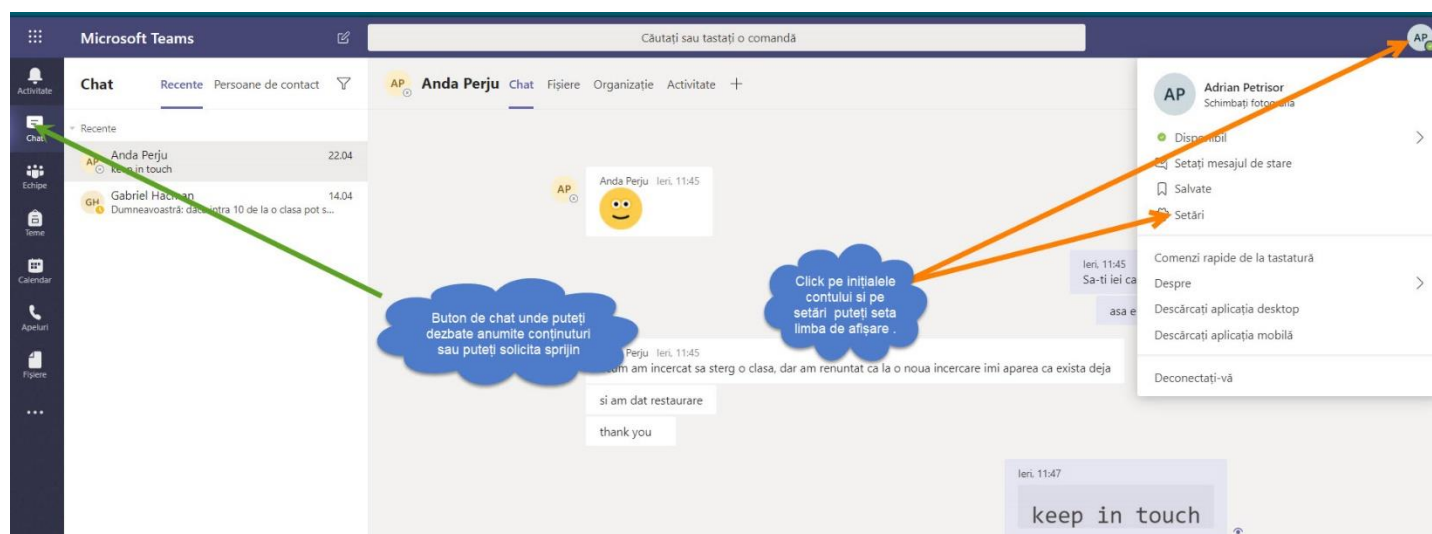 Microsoft Teams
Căutați sau tastați o comandă
AP
Activitate
Chat
Echipe
Teme
Calendar
Apeluri
Fișiere
Chat
Recente
Persoane de contact
Recente
AP
Anda Perju
22.04
keep in touch
GH
Gabriel
14.04
Dumneavoastră: intra 10 de la o clasa pot s...
AP
Anda Perju
Chat
Fișiere
Organizație
Activitate
AP
Anda Perju Ieri, 11:45
Ieri, 11:45
Sa-ti iei ca
asa e
Perju Ieri, 11:45
am incercat sa sterg o clasa, dar am renuntat ca la o noua incercare imi aparea ca exista deja
si am dat restaurare
thank you
Ieri, 11:47
keep in touch
Buton de chat unde puteți
dezbate anumite conținuturi
sau puteți solicita sprijin
Click pe inițialele
contului si pe
setări puteți seta
limba de afișare .
AP
Adrian Petrisor
Schimbați fotografia
Disponibil
Setați mesajul de stare
Salvate
Setări
Comenzi rapide de la tastatură
Despre
Descărcați aplicația desktop
Descărcați aplicația mobilă
Deconectați-vă